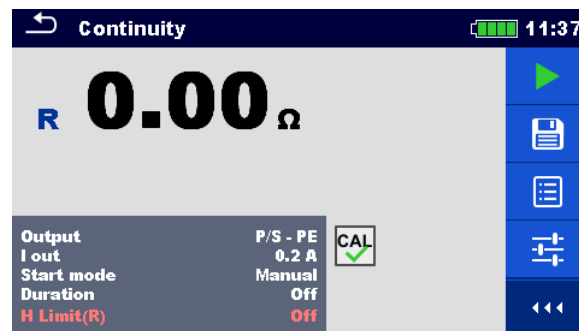 Continuity 11:37
R 0.00 Ω
Output P/S - PE
I out 0.2 A
Start mode Manual
Duration Off
H Limit(R) Off
CAL